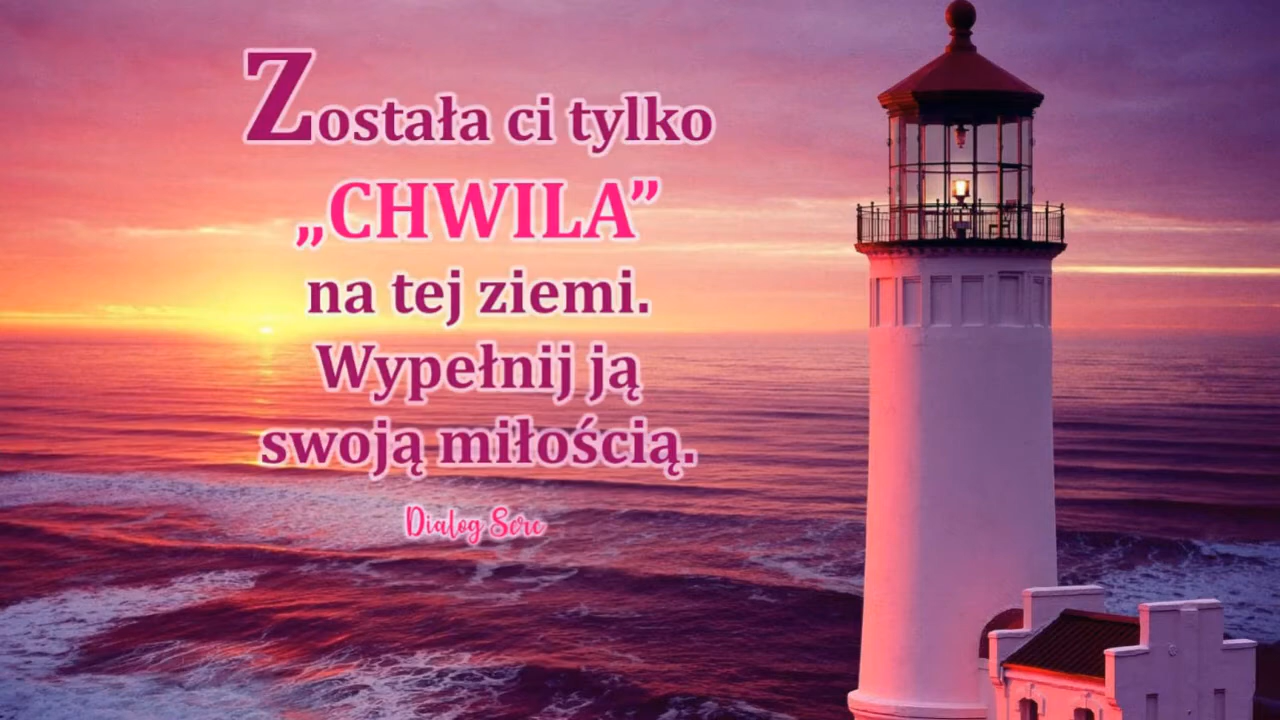 Została ci tylko
„CHWILA”
na tej ziemi.
Wypełnij ją
swoją miłością.
Dialog Serc